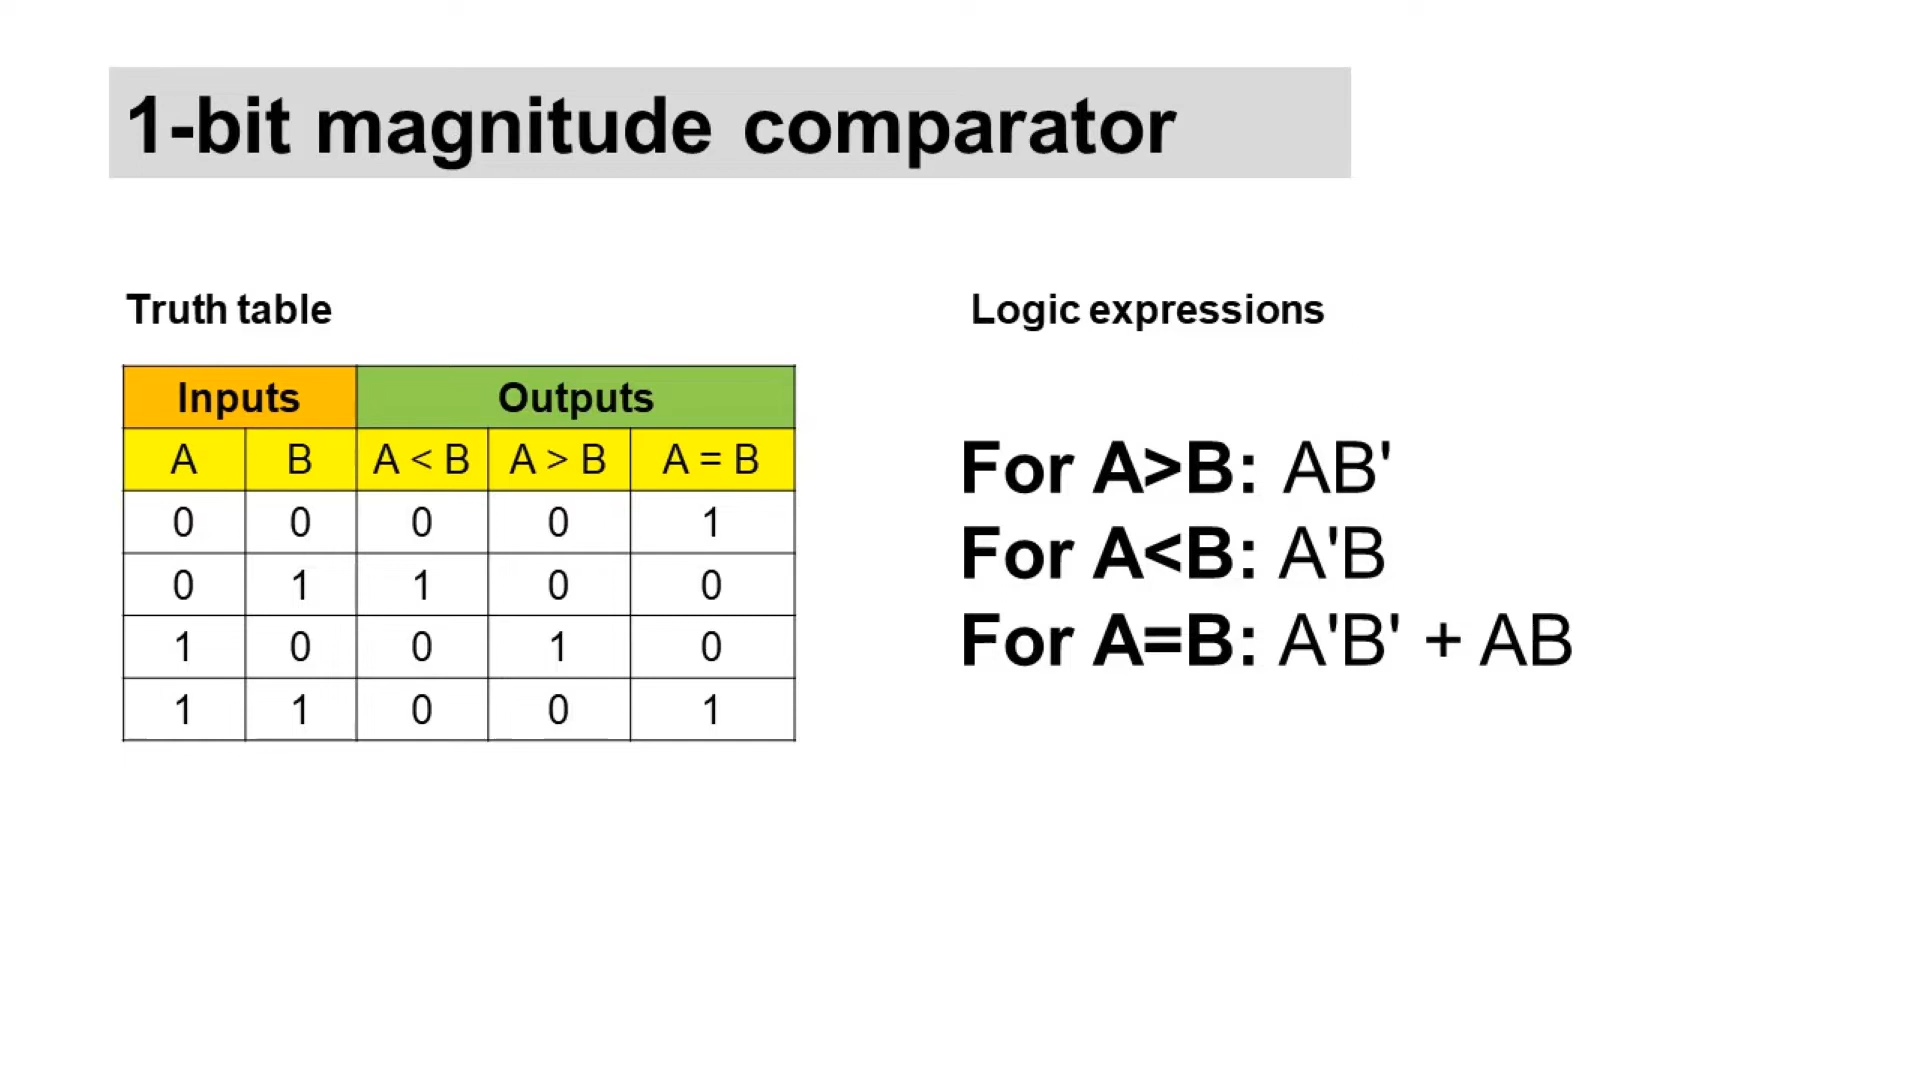 1-bit magnitude comparator
Truth table
Inputs Outputs
A B A < B A > B A = B
0 0 0 0 1
0 1 1 0 0
1 0 0 1 0
1 1 0 0 1
Logic expressions
For A>B: AB'
For A<B: A'B
For A=B: A'B' + AB